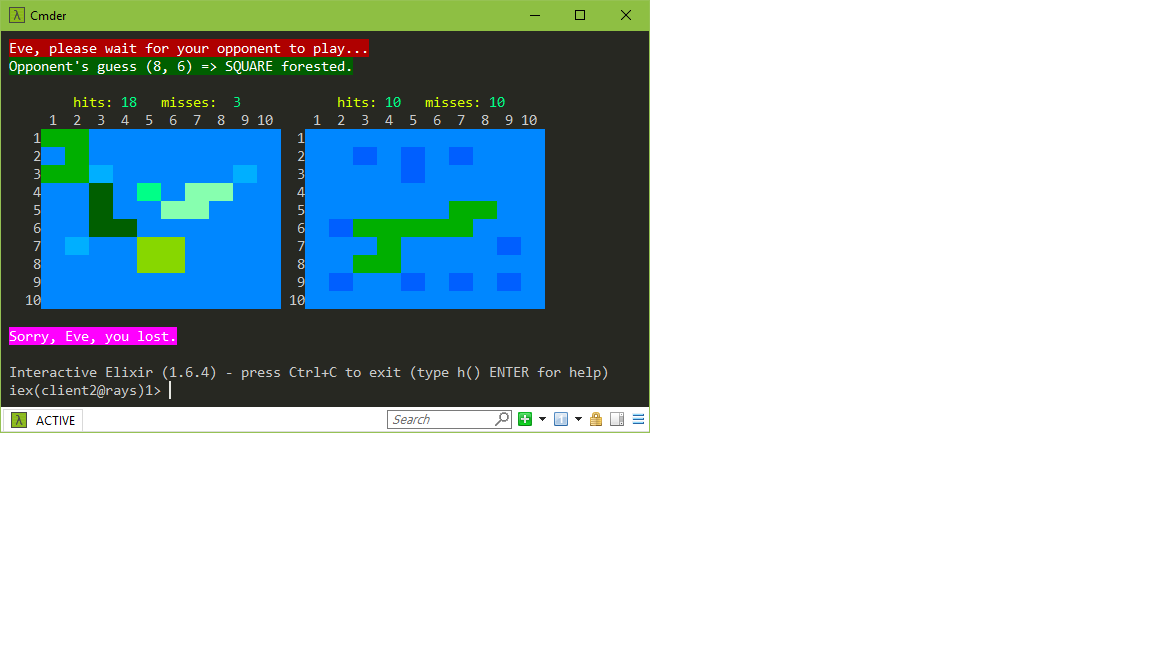 λ Cmder
Eve, please wait for your opponent to play...
Opponent's guess (8, 6) => SQUARE forested.
hits: 18 misses: 3 hits: 10 misses: 10
1 2 3 4 5 6 7 8 9 10 1 2 3 4 5 6 7 8 9 10
1 1
2 2
3 3
4 4
5 5
6 6
7 7
8 8
9 9
10 10
Sorry, Eve, you lost.
Interactive Elixir (1.6.4) - press Ctrl+C to exit (type h() ENTER for help)
iex(client2@rays)1>
λ ACTIVE Search